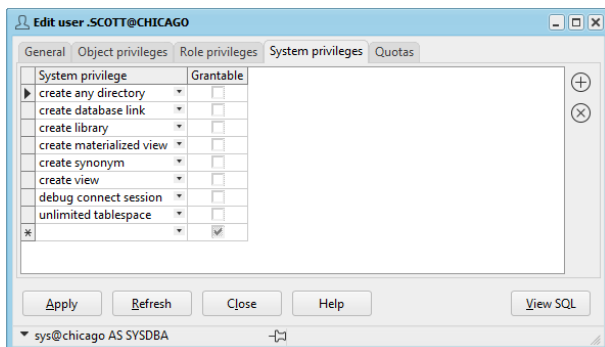 Edit user .SCOTT@CHICAGO
General Object privileges Role privileges System privileges Quotas
System privilege Grantable
create any directory
create database link
create library
create materialized view
create synonym
create view
debug connect session
unlimited tablespace
Apply Refresh Close Help View SQL
sys@chicago AS SYSDBA